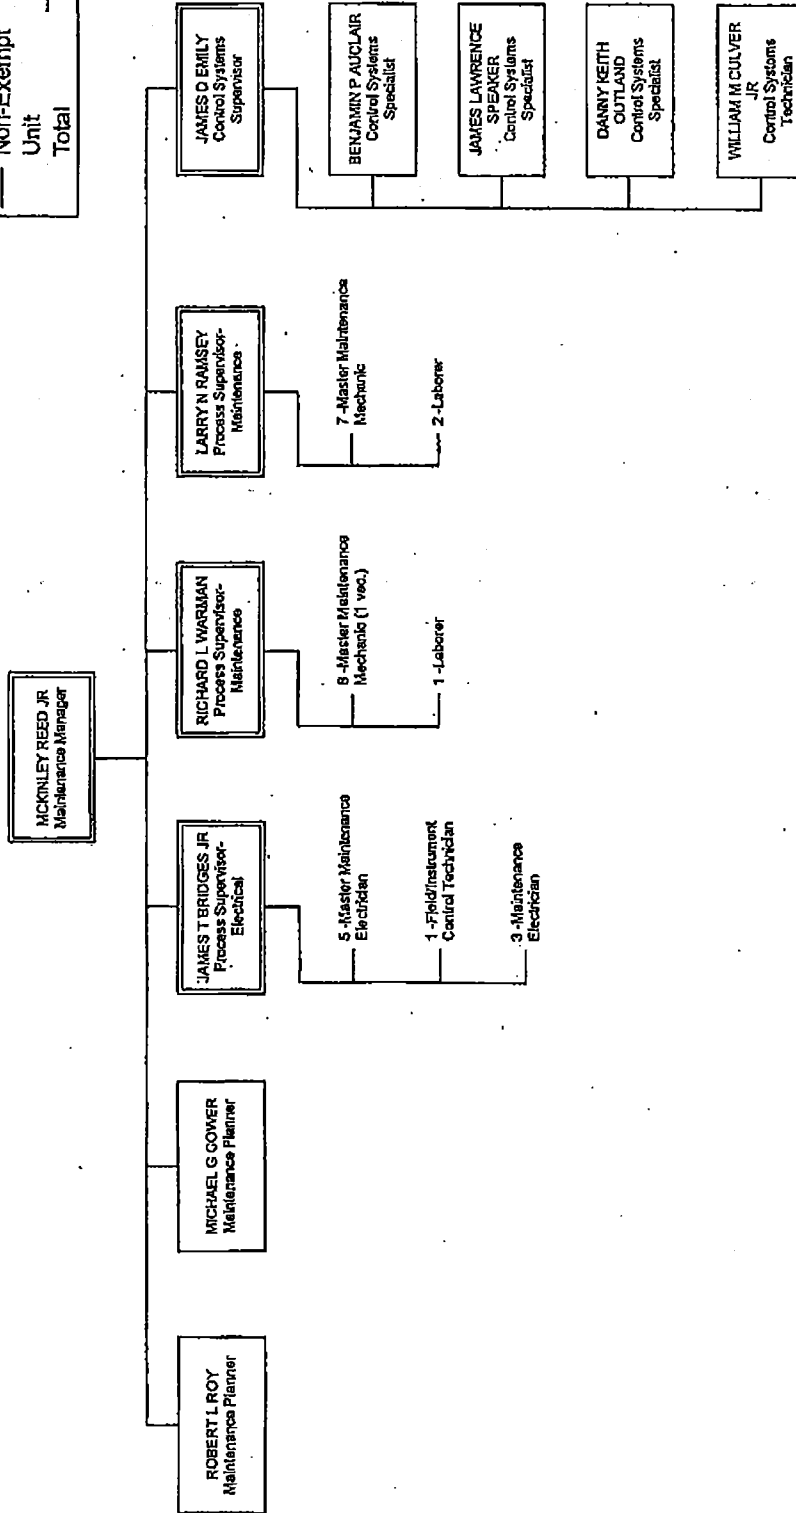 Non-Exempt
Unit
Total
MCKINLEY REED JR
Maintenance Manager
ROBERT L ROY
Maintenance Planner
MICHAEL G GOWER
Maintenance Planner
JAMES T BRIDGES JR
Process Supervisor-
Electrical
5 -Master Maintenance
Electrician
1 -Field/Instrument
Control Technician
3 -Maintenance
Electrician
RICHARD L WARMAN
Process Supervisor-
Maintenance
8 -Master Maintenance
Mechanic (1 vac.)
1 -Laborer
LARRY N RAMSEY
Process Supervisor-
Maintenance
7 -Master Maintenance
Mechanic
2 -Laborer
JAMES D EMILY
Control Systems
Supervisor
BENJAMIN P AUCLAIR
Control Systems
Specialist
JAMES LAWRENCE
SPEAKER
Control Systems
Specialist
DANNY KEITH
OUTLAND
Control Systems
Specialist
WILLIAM M CULVER
JR
Control Systems
Technician